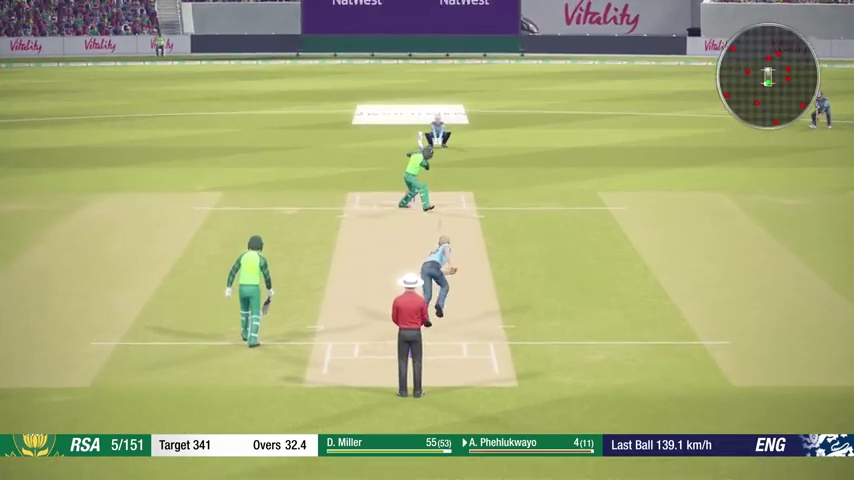 NatWest NatWest
Vitality
Vitality Vitality Vitality
RSA 5/151 Target 341 Overs 32.4 D. Miller 55 (53) A. Phehlukwayo 4 (11) Last Ball 139.1 km/h ENG